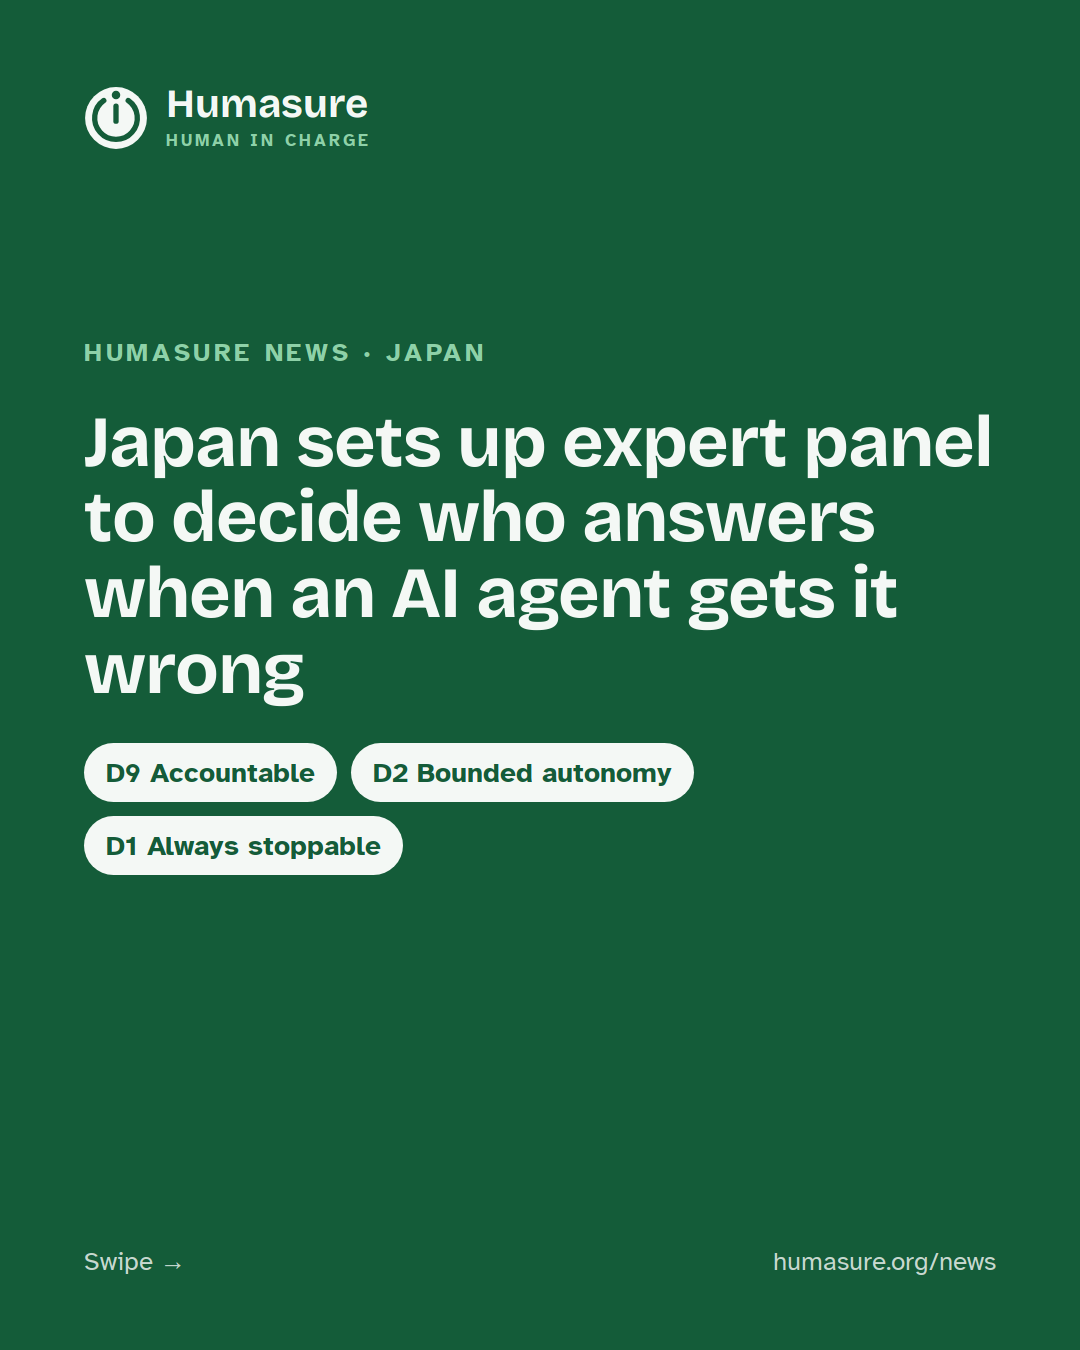 Humasure
HUMAN IN CHARGE
HUMASURE NEWS · JAPAN
Japan sets up expert panel
to decide who answers
when an AI agent gets it
wrong
D9 Accountable
D2 Bounded autonomy
D1 Always stoppable
Swipe →
humasure.org/news